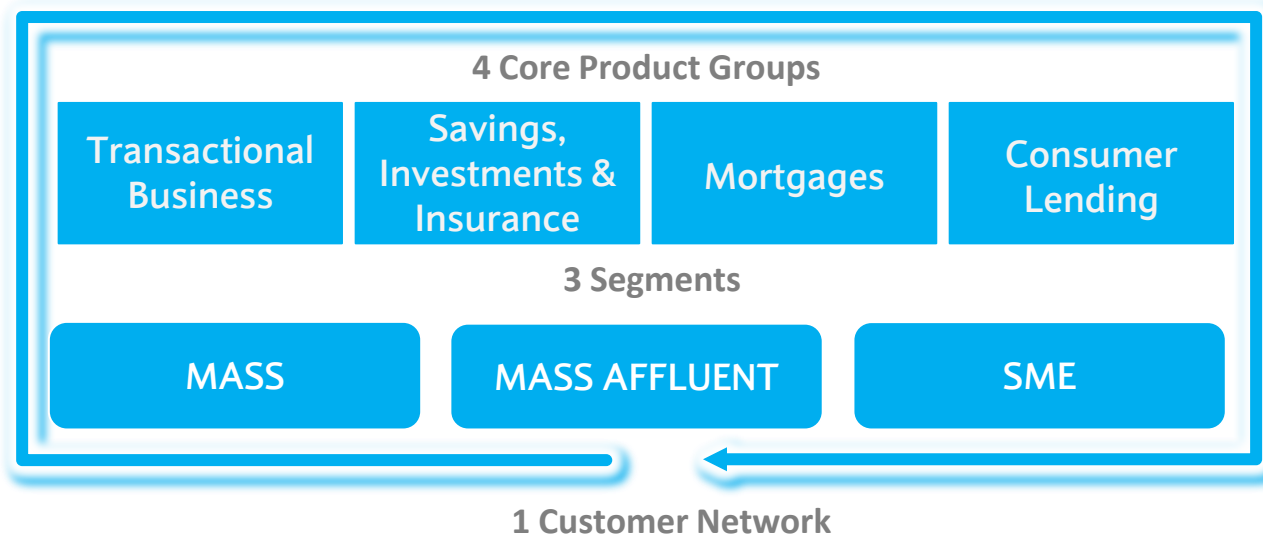 4 Core Product Groups
Transactional
Business
Savings,
Investments &
Insurance
Mortgages
Consumer
Lending
3 Segments
MASS
MASS AFFLUENT
SME
1 Customer Network